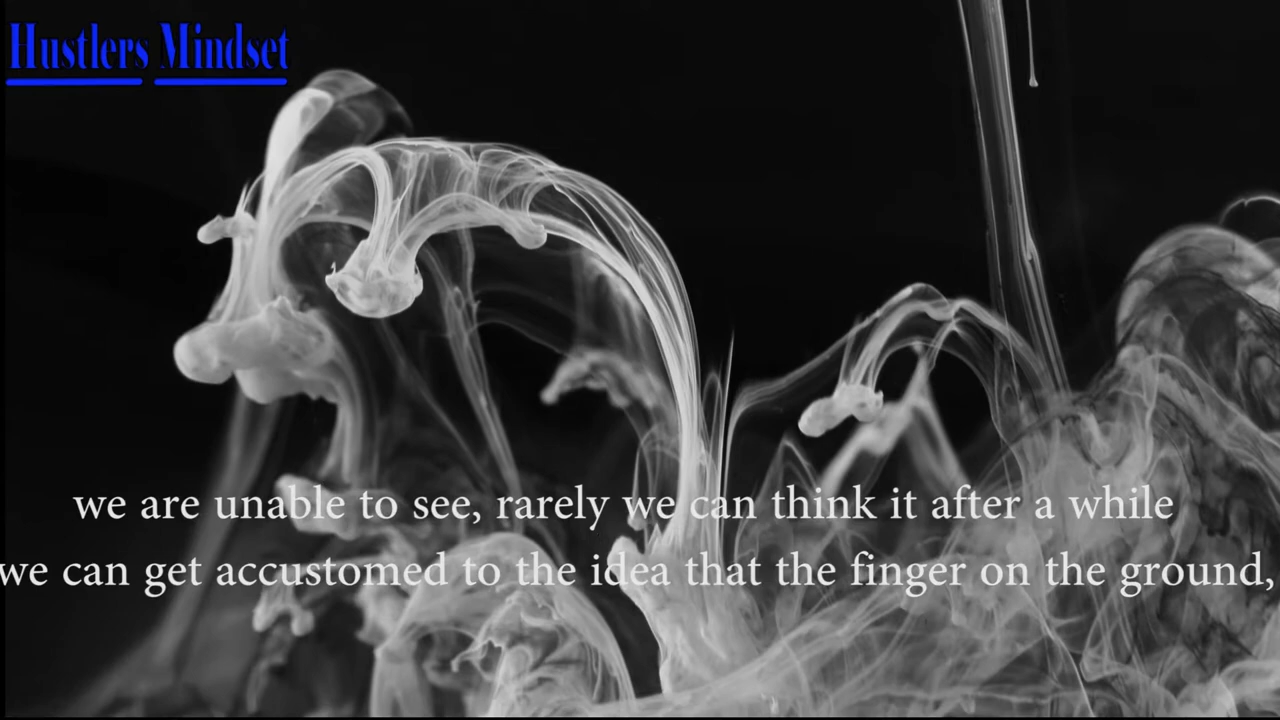 Hustlers Mindset
we are unable to see, rarely we can think it after a while
we can get accustomed to the idea that the finger on the ground,